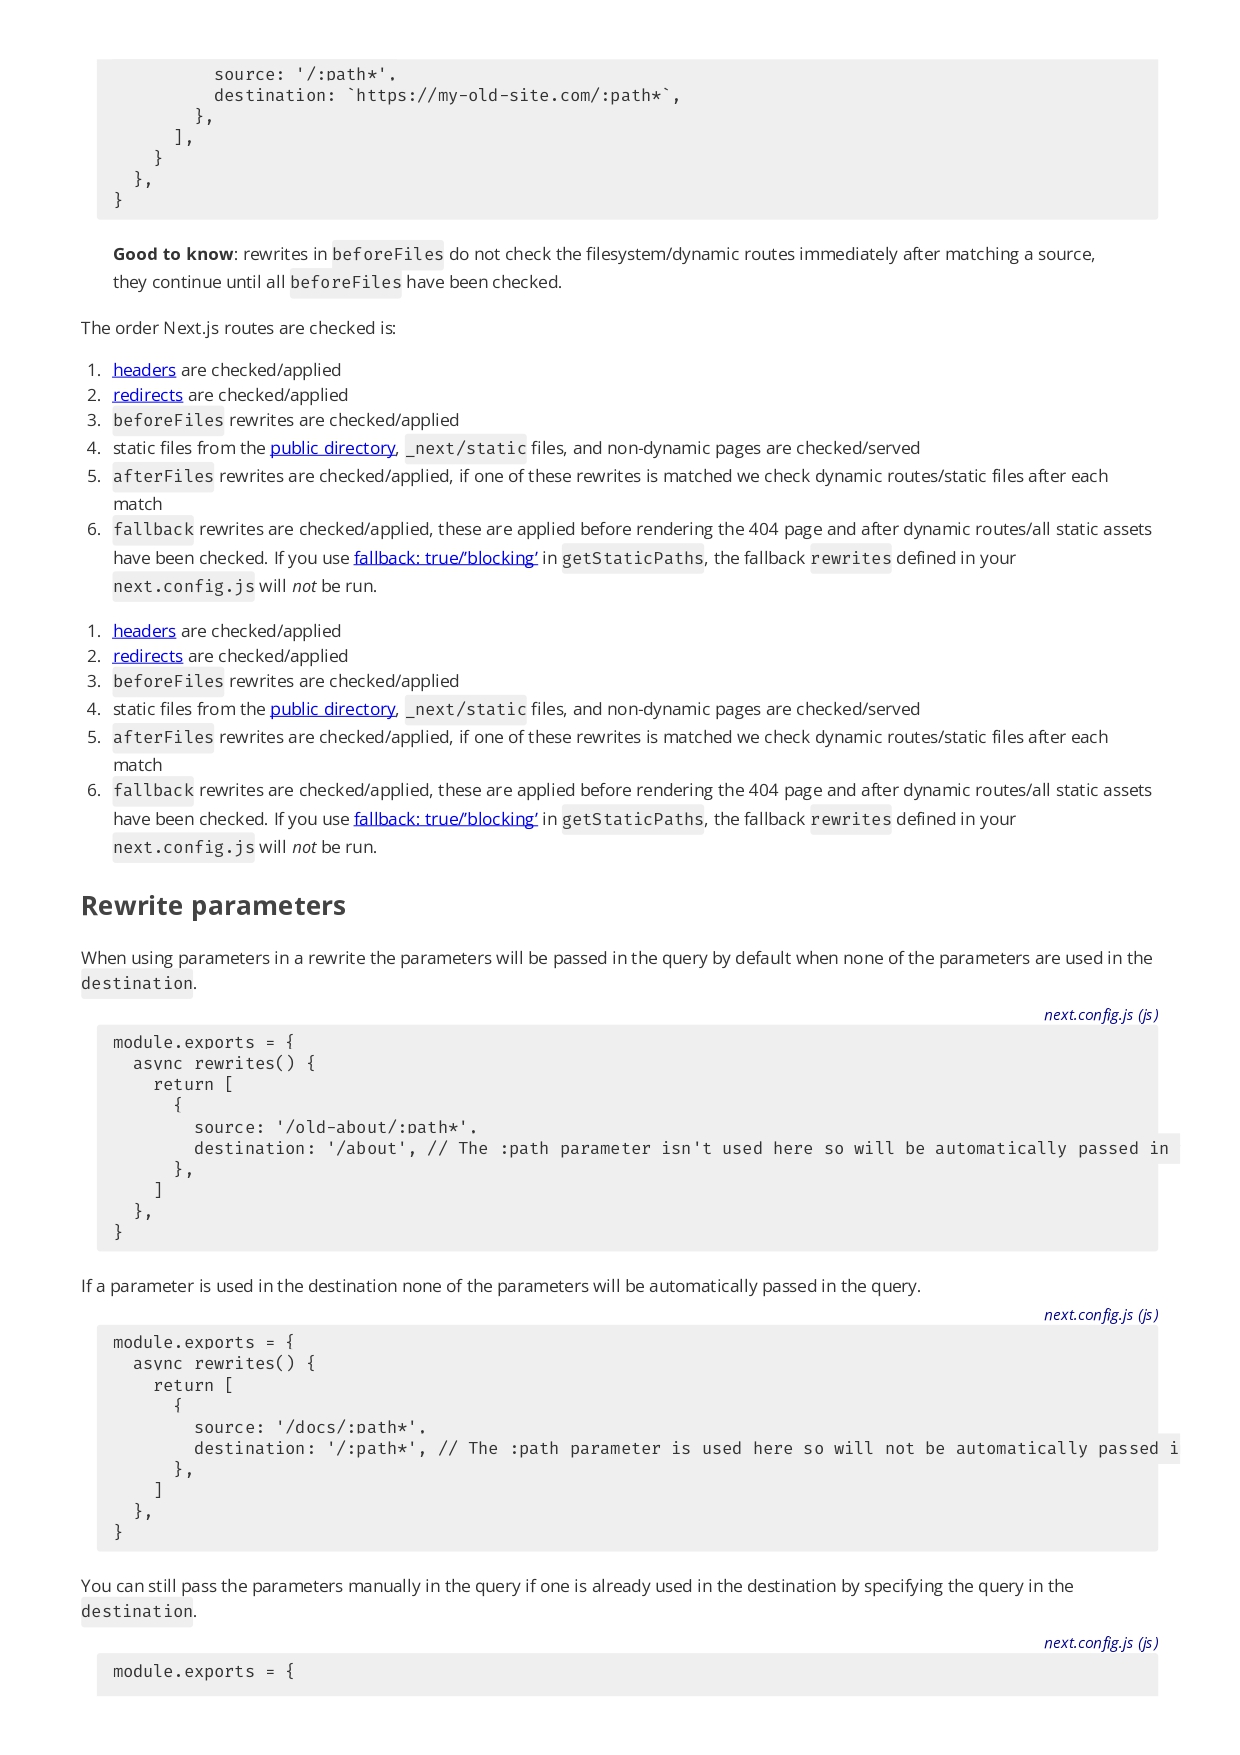 source: '/:path*',
destination: `https://my-old-site.com/:path*`,
},
],
}
},
}
Good to know: rewrites in beforeFiles do not check the filesystem/dynamic routes immediately after matching a source,
they continue until all beforeFiles have been checked.
The order Next.js routes are checked is:
1. headers are checked/applied
2. redirects are checked/applied
3. beforeFiles rewrites are checked/applied
4. static files from the public directory, _next/static files, and non-dynamic pages are checked/served
5. afterFiles rewrites are checked/applied, if one of these rewrites is matched we check dynamic routes/static files after each
match
6. fallback rewrites are checked/applied, these are applied before rendering the 404 page and after dynamic routes/all static assets
have been checked. If you use fallback: true/’blocking’ in getStaticPaths, the fallback rewrites defined in your
next.config.js will not be run.
1. headers are checked/applied
2. redirects are checked/applied
3. beforeFiles rewrites are checked/applied
4. static files from the public directory, _next/static files, and non-dynamic pages are checked/served
5. afterFiles rewrites are checked/applied, if one of these rewrites is matched we check dynamic routes/static files after each
match
6. fallback rewrites are checked/applied, these are applied before rendering the 404 page and after dynamic routes/all static assets
have been checked. If you use fallback: true/’blocking’ in getStaticPaths, the fallback rewrites defined in your
next.config.js will not be run.
Rewrite parameters
When using parameters in a rewrite the parameters will be passed in the query by default when none of the parameters are used in the
destination.
next.config.js (js)
module.exports = {
async rewrites() {
return [
{
source: '/old-about/:path*',
destination: '/about', // The :path parameter isn't used here so will be automatically passed in
},
]
},
}
If a parameter is used in the destination none of the parameters will be automatically passed in the query.
next.config.js (js)
module.exports = {
async rewrites() {
return [
{
source: '/docs/:path*',
destination: '/:path*', // The :path parameter is used here so will not be automatically passed i
},
]
},
}
You can still pass the parameters manually in the query if one is already used in the destination by specifying the query in the
destination.
next.config.js (js)
module.exports = {